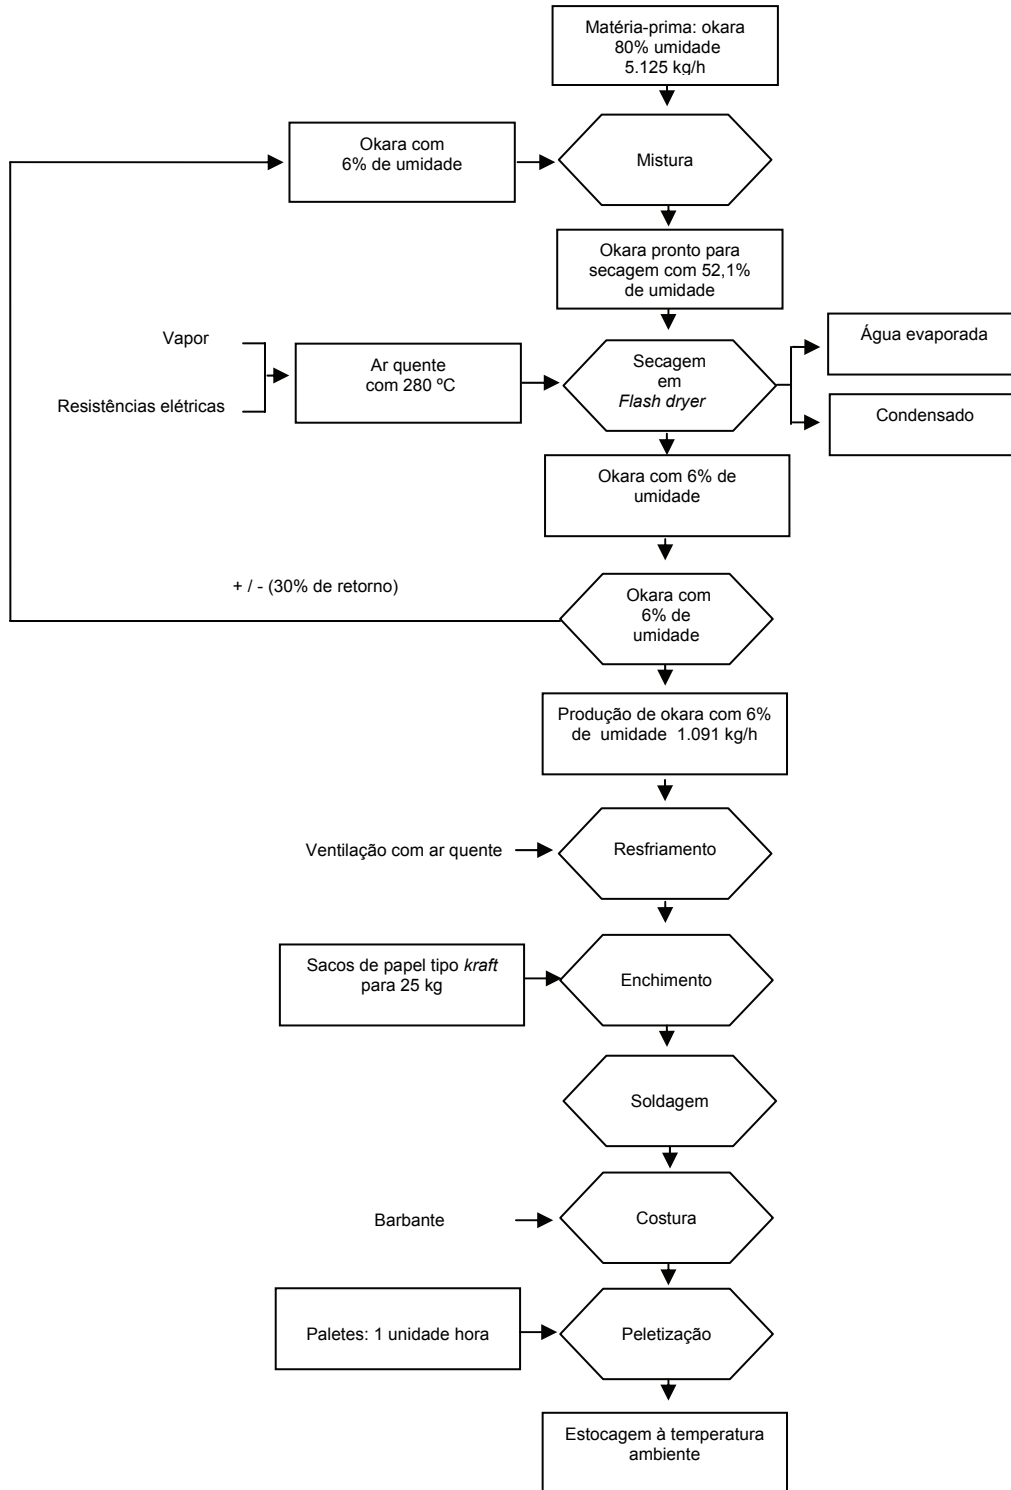 Matéria-prima: okara
80% umidade
5.125 kg/h
Okara com
6% de umidade
Mistura
Okara pronto para
secagem com 52,1%
de umidade
Vapor
Resistências elétricas
Ar quente
com 280 ºC
Secagem
em
Flash dryer
Água evaporada
Condensado
Okara com 6% de
umidade
+ / - (30% de retorno)
Okara com
6% de
umidade
Produção de okara com 6%
de umidade 1.091 kg/h
Ventilação com ar quente
Resfriamento
Sacos de papel tipo kraft
para 25 kg
Enchimento
Soldagem
Barbante
Costura
Paletes: 1 unidade hora
Peletização
Estocagem à temperatura
ambiente